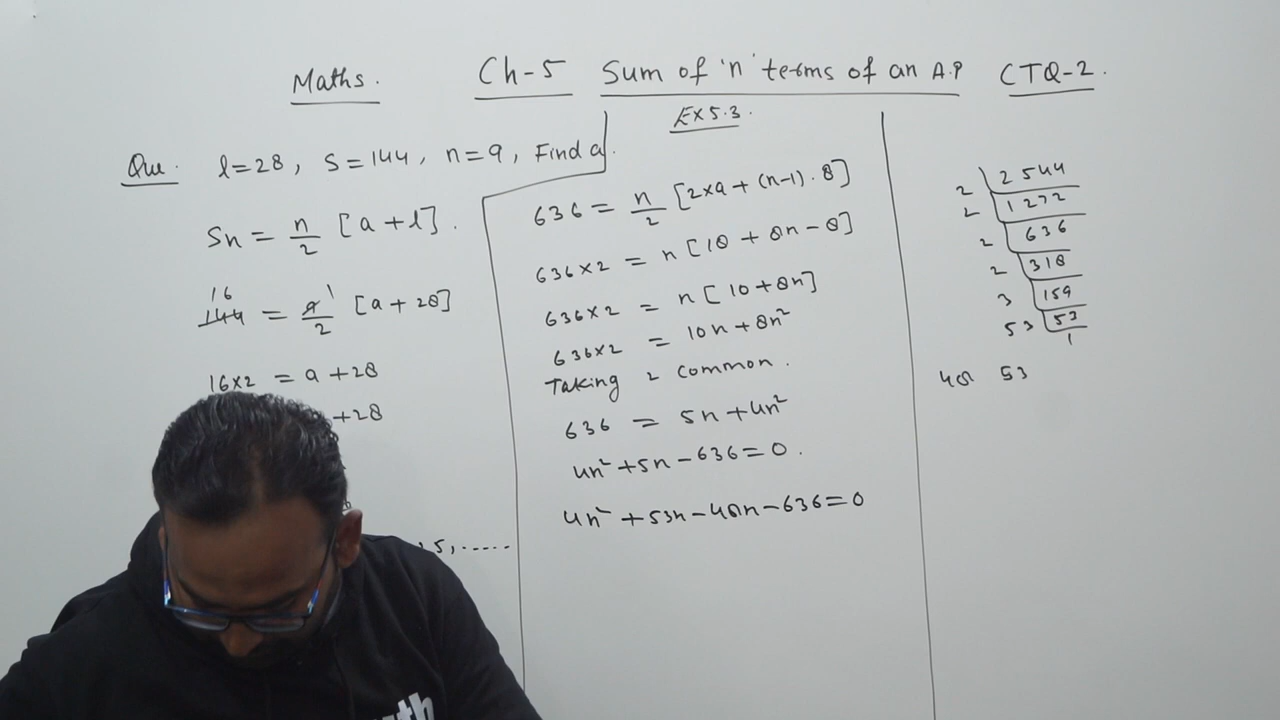 Maths. Ch-5 Sum of 'n' terms of an A.P CTQ-2.
Ex 5.3.
Que. l=28, S=144, n=9, Find a.
Sn = n/2 [a+l].
16 1
144 = 9/2 [a+28]
16×2 = a+28
+28
,5,.....
636 = n/2 [2×9+(n-1).8]
636×2 = n[18+8n-8]
636×2 = n[10+8n]
636×2 = 10n+8n²
Taking 2 common.
636 = 5n+4n²
4n²+5n-636=0.
4n²+53n-48n-636=0
2 2544
2 1272
2 636
2 318
3 159
53 53
1
48 53